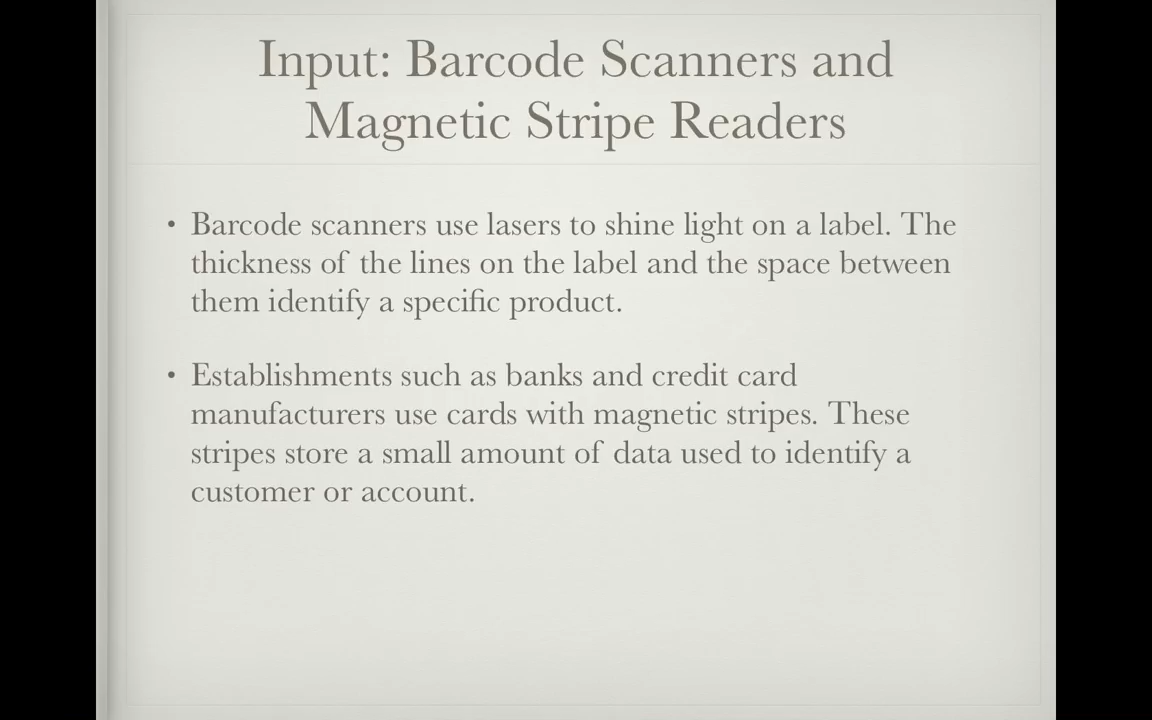 Input: Barcode Scanners and
Magnetic Stripe Readers
• Barcode scanners use lasers to shine light on a label. The
thickness of the lines on the label and the space between
them identify a specific product.
• Establishments such as banks and credit card
manufacturers use cards with magnetic stripes. These
stripes store a small amount of data used to identify a
customer or account.